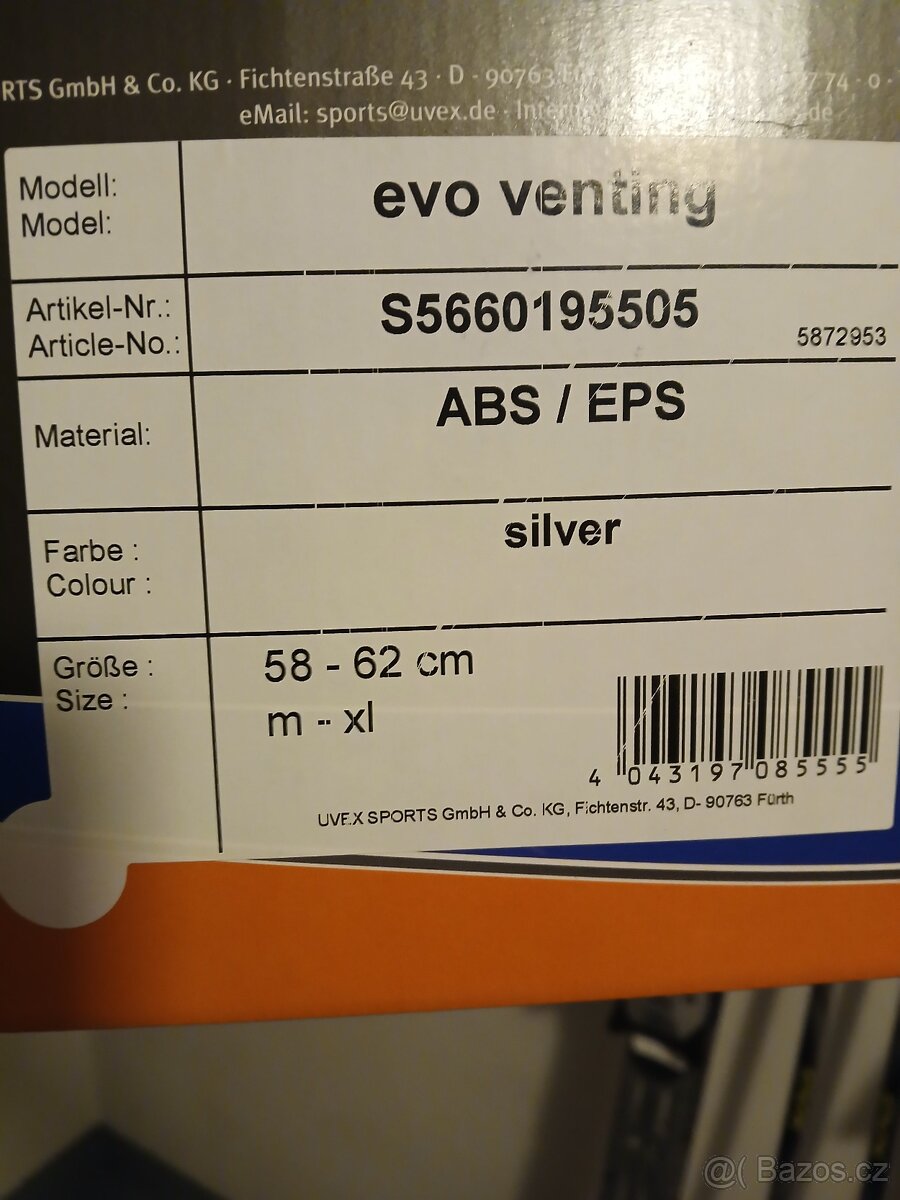 RTS GmbH & Co. KG · Fichtenstraße 43 · D - 90763
eMail: sports@uvex.de
Modell:
Model:
evo venting
Artikel-Nr.:
Article-No.:
S5660195505
5872953
Material:
ABS / EPS
Farbe :
Colour :
silver
Größe :
Size :
58 - 62 cm
m - xl
4 043197 085555
UVEX SPORTS GmbH & Co. KG, Fichtenstr. 43, D- 90763 Fürth
@( Bazos.cz